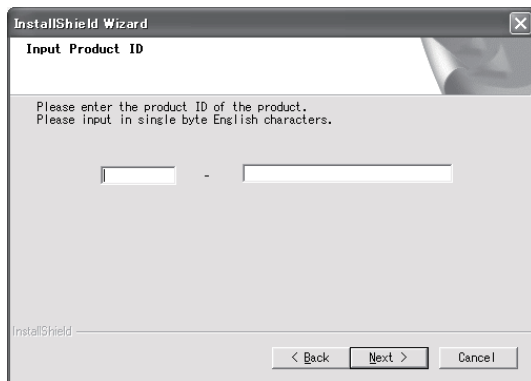 InstallShield Wizard
Input Product ID
Please enter the product ID of the product.
Please input in single byte English characters.
-
InstallShield
< Back Next > Cancel